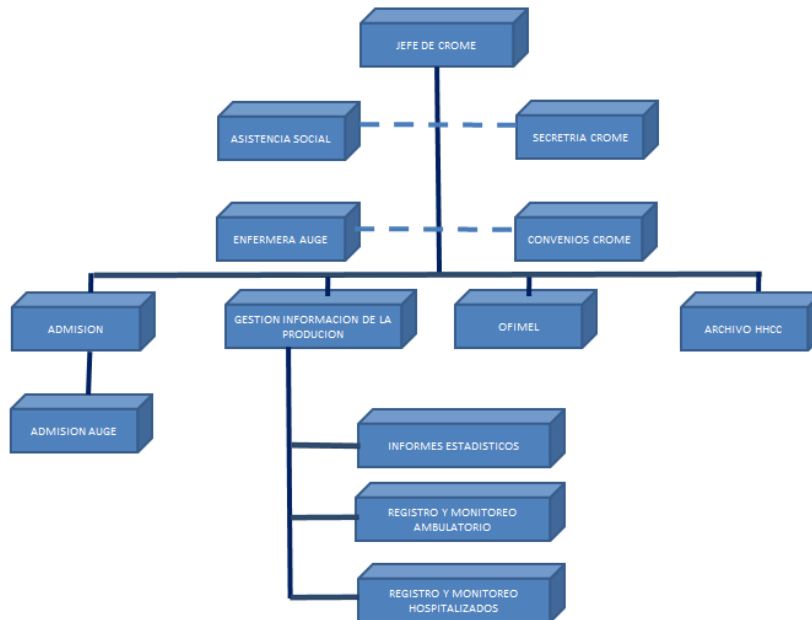 JEFE DE CROME
ASISTENCIA SOCIAL
SECRETRIA CROME
ENFERMERA AUGE
CONVENIOS CROME
ADMISION
GESTION INFORMACION DE LA
PRODUCION
OFIMEL
ARCHIVO HHCC
ADMISION AUGE
INFORMES ESTADISTICOS
REGISTRO Y MONITOREO
AMBULATORIO
REGISTRO Y MONITOREO
HOSPITALIZADOS